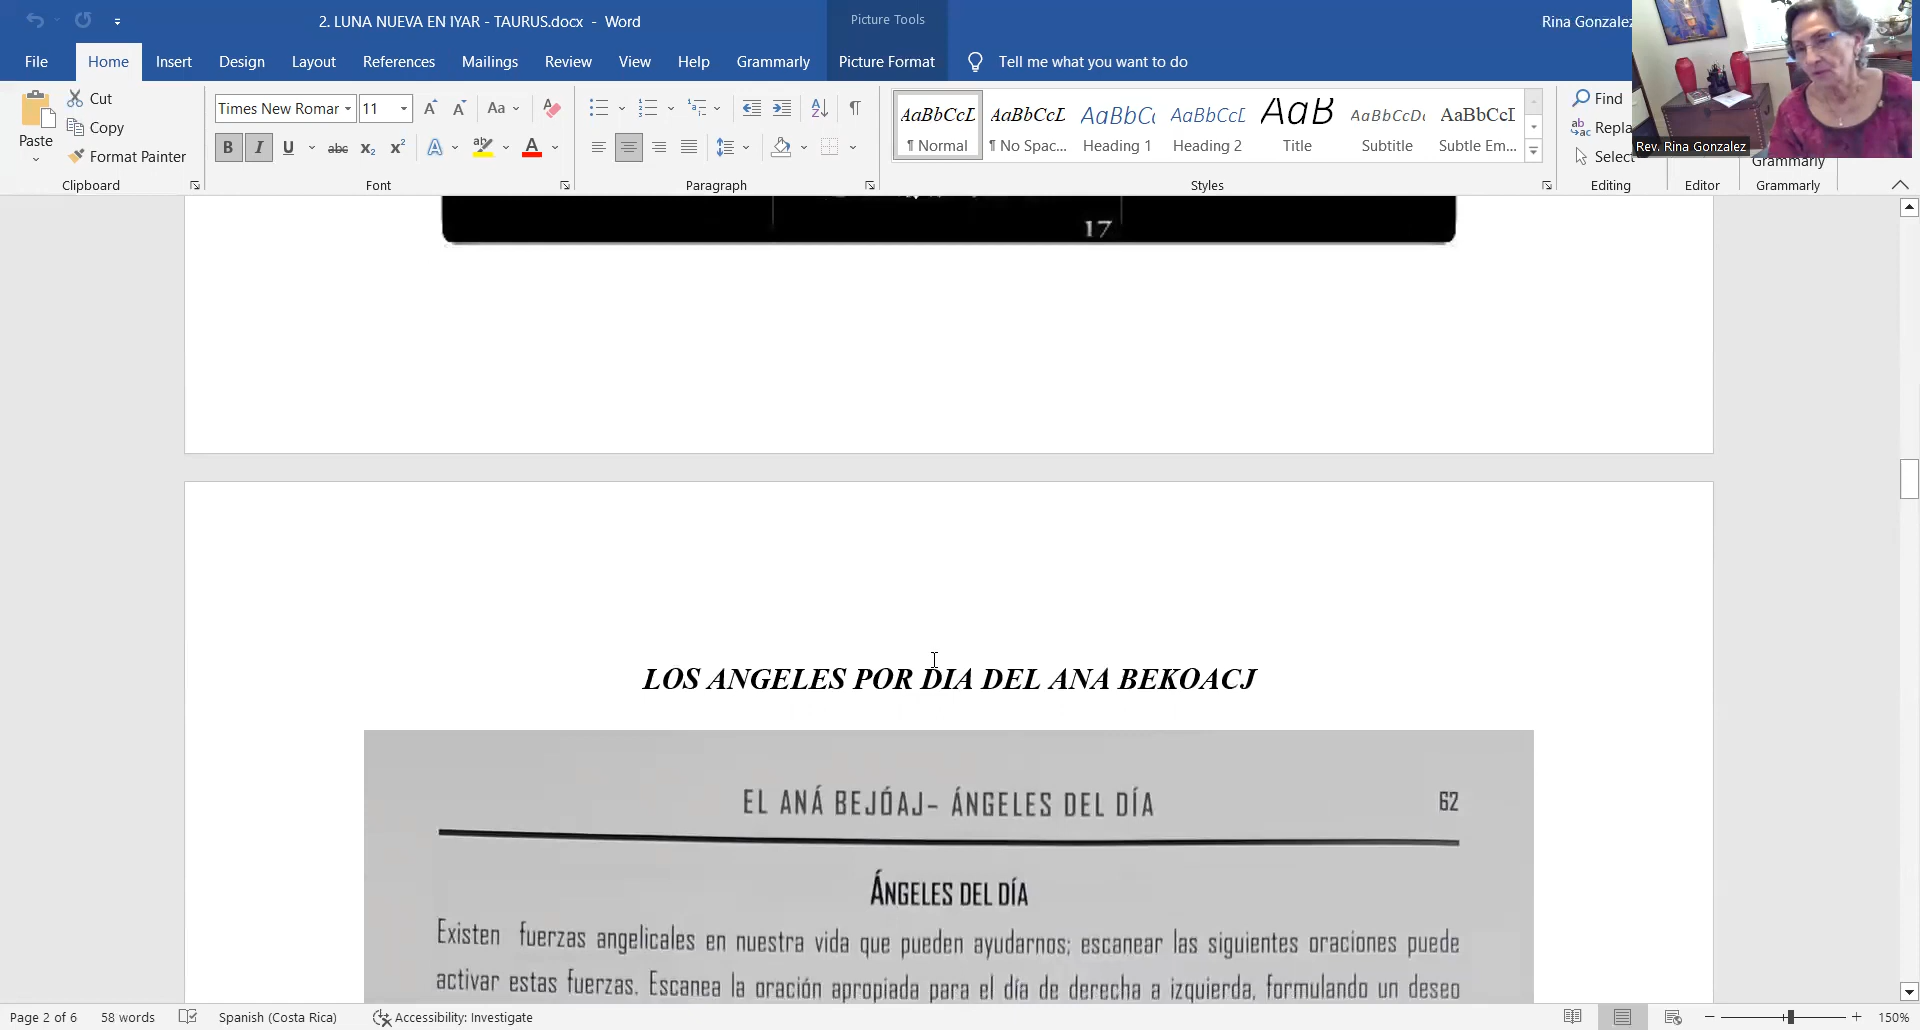 2. LUNA NUEVA EN IYAR - TAURUS.docx - Word
Picture Tools
Rina Gonzalez
File Home Insert Design Layout References Mailings Review View Help Grammarly Picture Format Tell me what you want to do
Paste
Cut
Copy
Format Painter
Clipboard
Times New Romar 11
Aa
B I U abc x₂ x² A A
Font
Paragraph
AaBbCcL
¶ Normal
AaBbCcL
¶ No Spac...
AaBbC
Heading 1
AaBbCcL
Heading 2
AaB
Title
AaBbCcDc
Subtitle
AaBbCcI
Subtle Em...
Styles
Find
Repla
Select
Editing
Editor
Grammarly
Grammarly
Rev. Rina Gonzalez
17
LOS ANGELES POR DIA DEL ANA BEKOACJ
EL ANÁ BEJÓAJ- ÁNGELES DEL DÍA 62
ÁNGELES DEL DÍA
Existen fuerzas angelicales en nuestra vida que pueden ayudarnos; escanear las siguientes oraciones puede
activar estas fuerzas. Escanea la oración apropiada para el día de derecha a izquierda, formulando un deseo
Page 2 of 6 58 words Spanish (Costa Rica) Accessibility: Investigate 150%